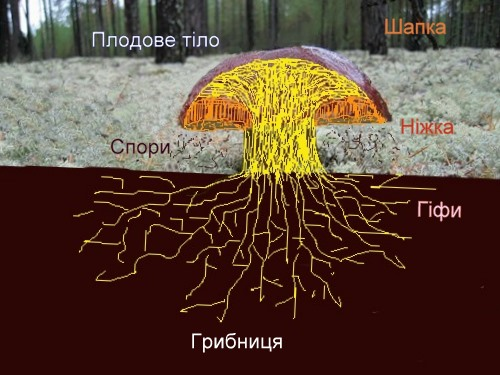 Шапка
Плодове тіло
Ніжка
Спори
Гіфи
Грибниця